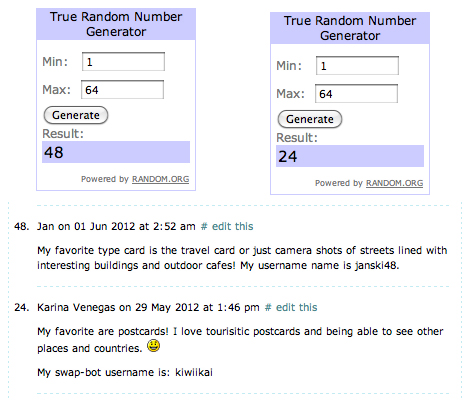 True Random Number
Generator
Min: 1
Max: 64
Generate
Result:
48
Powered by RANDOM.ORG
True Random Number
Generator
Min: 1
Max: 64
Generate
Result:
24
Powered by RANDOM.ORG
48. Jan on 01 Jun 2012 at 2:52 am # edit this
My favorite type card is the travel card or just camera shots of streets lined with
interesting buildings and outdoor cafes! My username name is janski48.
24. Karina Venegas on 29 May 2012 at 1:46 pm # edit this
My favorite are postcards! I love tourisitic postcards and being able to see other
places and countries.
My swap-bot username is: kiwiikai